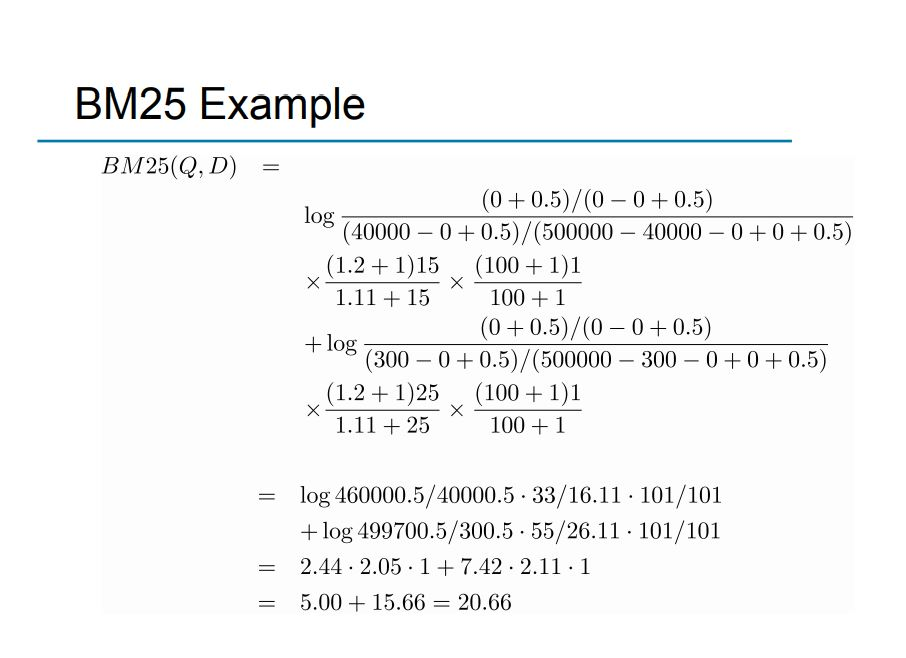 BM25 Example
BM25(Q, D) =
log (0 + 0.5)/(0 − 0 + 0.5) / (40000 − 0 + 0.5)/(500000 − 40000 − 0 + 0 + 0.5)
× (1.2 + 1)15 / 1.11 + 15 × (100 + 1)1 / 100 + 1
+ log (0 + 0.5)/(0 − 0 + 0.5) / (300 − 0 + 0.5)/(500000 − 300 − 0 + 0 + 0.5)
× (1.2 + 1)25 / 1.11 + 25 × (100 + 1)1 / 100 + 1
= log 460000.5/40000.5 · 33/16.11 · 101/101
+ log 499700.5/300.5 · 55/26.11 · 101/101
= 2.44 · 2.05 · 1 + 7.42 · 2.11 · 1
= 5.00 + 15.66 = 20.66